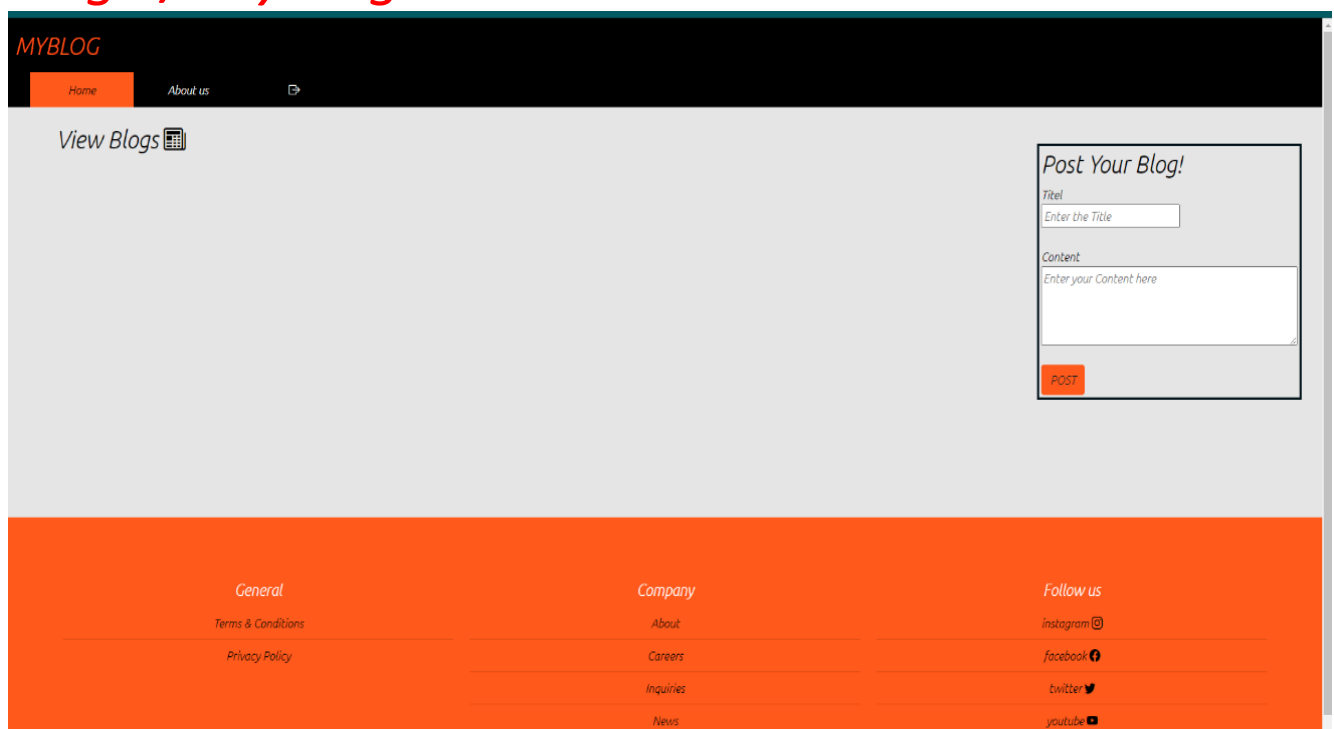 MYBLOG
Home About us
View Blogs
Post Your Blog!
Titel
Enter the Title
Content
Enter your Content here
POST
General
Terms & Conditions
Privacy Policy
Company
About
Careers
Inquiries
News
Follow us
instagram
facebook
twitter
youtube